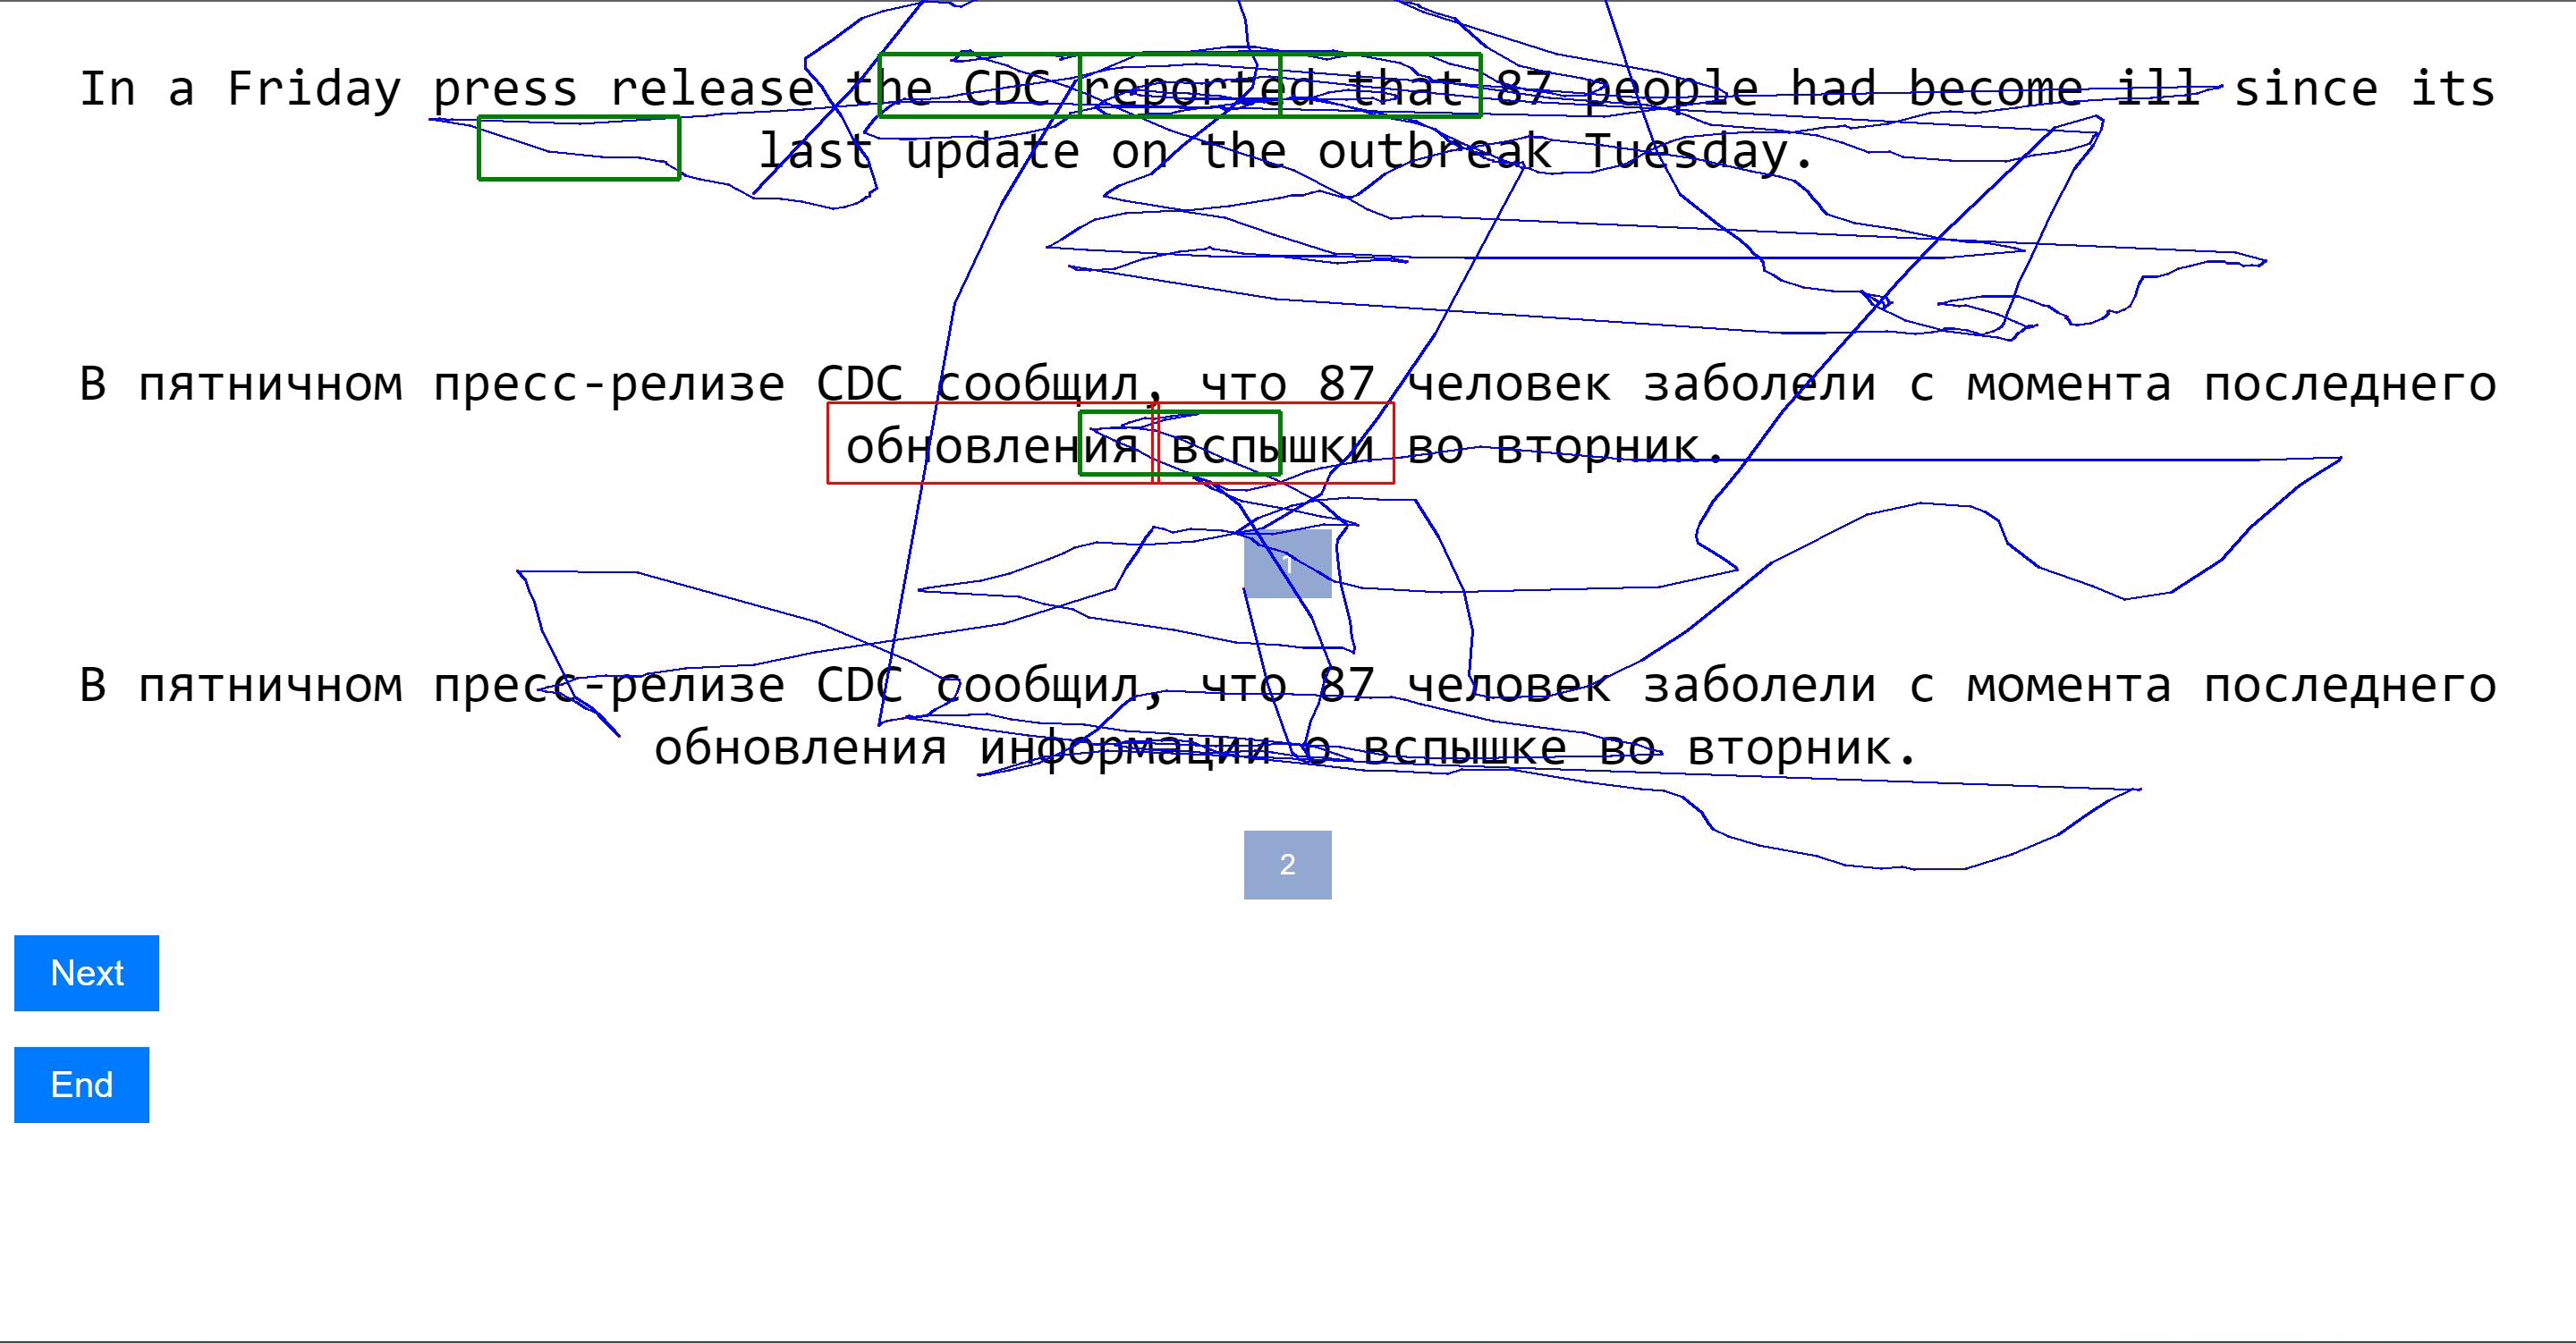 In a Friday press release the CDC reported that 87 people had become ill since its
last update on the outbreak Tuesday.
В пятничном пресс-релизе CDC сообщил, что 87 человек заболели с момента последнего
обновления вспышки во вторник.
1
В пятничном пресс-релизе CDC сообщил, что 87 человек заболели с момента последнего
обновления информации о вспышке во вторник.
2
Next
End